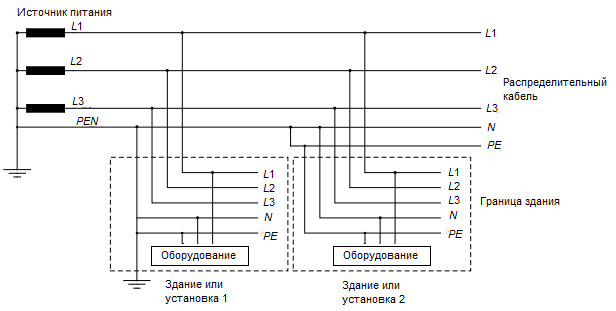 Источник питания
L1
L1
L2
L2
Распределительный
кабель
L3
L3
PEN
N
PE
L1
L2
L3
N
PE
Оборудование
L1
L2
L3
N
PE
Оборудование
Граница здания
Здание или
установка 1
Здание или
установка 2